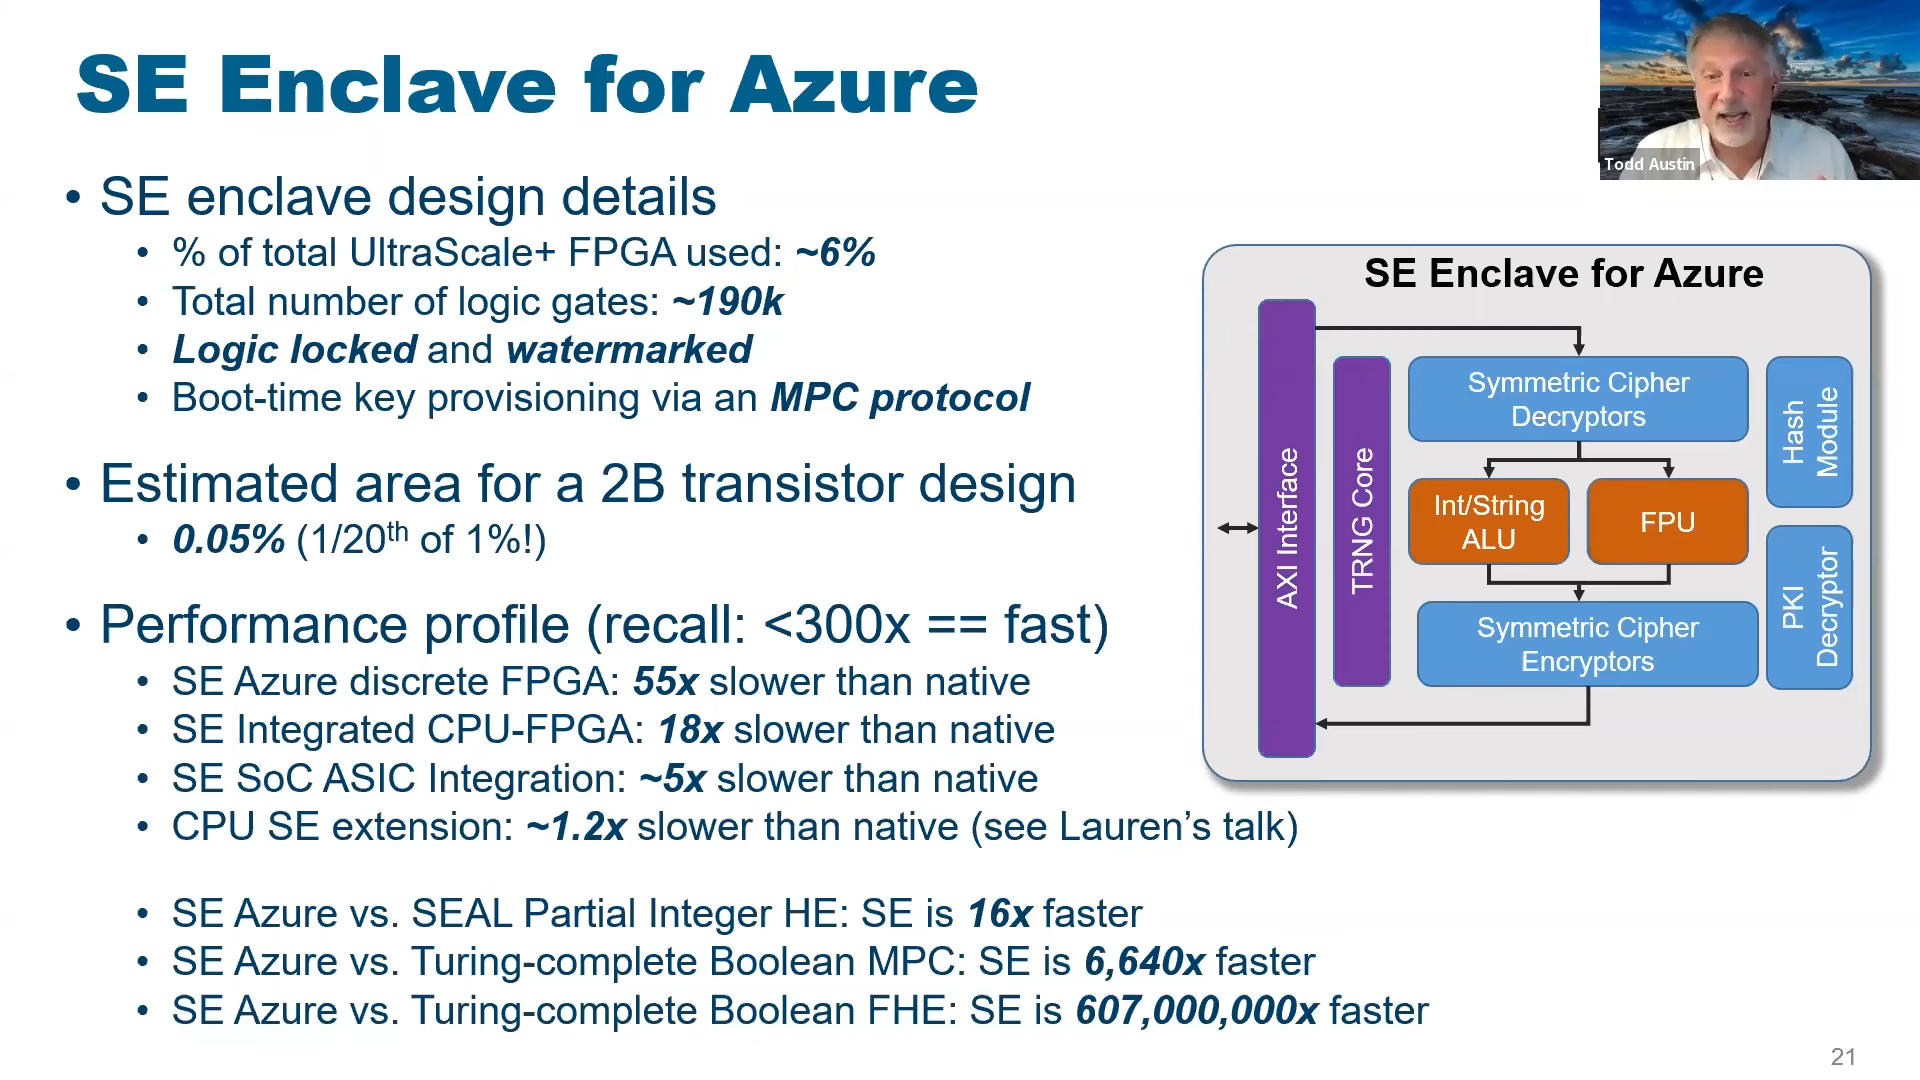 SE Enclave for Azure
Todd Austin
• SE enclave design details
• % of total UltraScale+ FPGA used: ~6%
• Total number of logic gates: ~190k
• Logic locked and watermarked
• Boot-time key provisioning via an MPC protocol
• Estimated area for a 2B transistor design
• 0.05% (1/20th of 1%!)
• Performance profile (recall: <300x == fast)
• SE Azure discrete FPGA: 55x slower than native
• SE Integrated CPU-FPGA: 18x slower than native
• SE SoC ASIC Integration: ~5x slower than native
• CPU SE extension: ~1.2x slower than native (see Lauren’s talk)
• SE Azure vs. SEAL Partial Integer HE: SE is 16x faster
• SE Azure vs. Turing-complete Boolean MPC: SE is 6,640x faster
• SE Azure vs. Turing-complete Boolean FHE: SE is 607,000,000x faster
SE Enclave for Azure
AXI Interface
TRNG Core
Symmetric Cipher
Decryptors
Int/String
ALU
FPU
Symmetric Cipher
Encryptors
Hash
Module
PKI
Decryptor
21